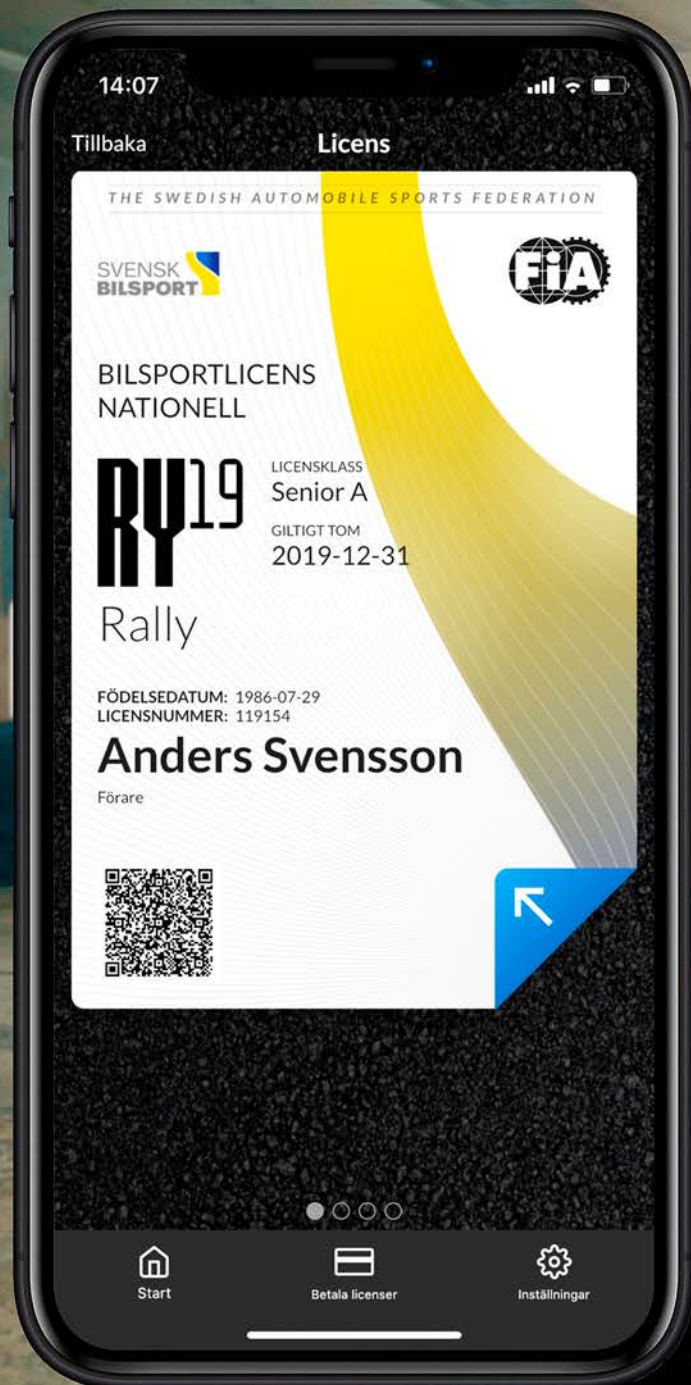 14:07
Tillbaka
Licens
THE SWEDISH AUTOMOBILE SPORTS FEDERATION
SVENSK
BILSPORT
FiA
BILSPORTLICENS
NATIONELL
RY19
LICENSKLASS
Senior A
GILTIGT TOM
2019-12-31
Rally
FÖDELSEDATUM: 1986-07-29
LICENSNUMMER: 119154
Anders Svensson
Förare
Start
Betala licenser
Inställningar